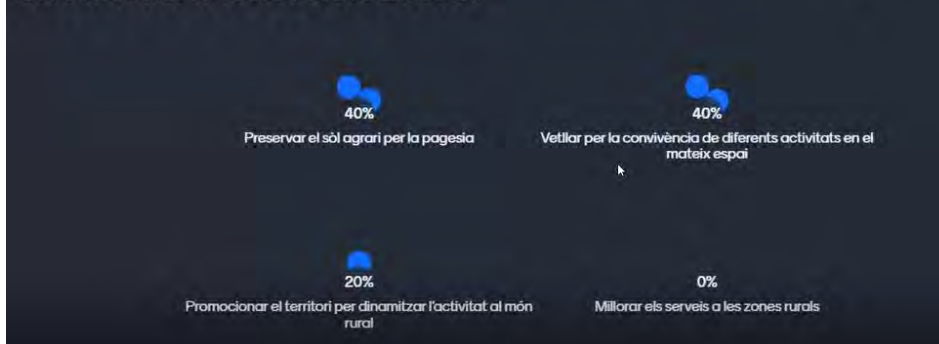 40%
Preservar el sòl agrari per la pagesia
40%
Vetllar per la convivència de diferents activitats en el
mateix espai
20%
Promocionar el territori per dinamitzar l'activitat al món
rural
0%
Millorar els serveis a les zones rurals